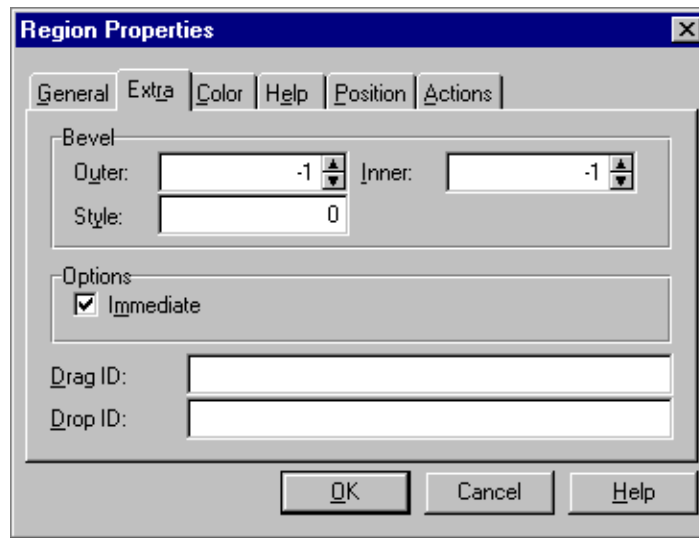 Region Properties
General Extra Color Help Position Actions
Bevel
Outer: -1 Inner: -1
Style: 0
Options
Immediate
Drag ID:
Drop ID:
OK Cancel Help